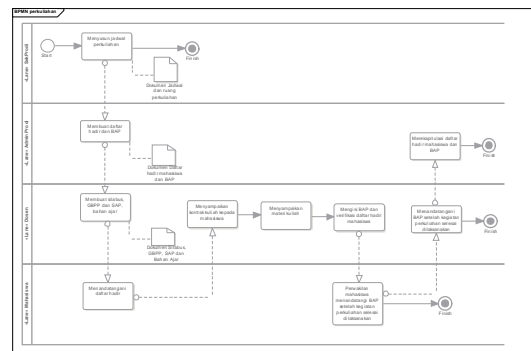 BPMN perkuliahan
«Lane» SekProdi
Start
Menyusun jadwal
perkuliahan
Finish
Dokumen Jadwal
dan ruang
perkuliahan
«Lane» AdminProdi
Membuat daftar
hadir dan BAP
Dokumen Daftar
hadir mahasiswa
dan BAP
Merekapitulasi daftar
hadir mahasiswa dan
BAP
Finish
«Lane» Dosen
Membuat silabus,
GBPP dan SAP,
bahan ajar
Dokumen Silabus,
GBPP, SAP dan
Bahan Ajar
Menyampaikan
kontrak kuliah kepada
mahasiswa
Menyampaikan
materi kuliah
Mengisi BAP dan
verifikasi daftar hadir
mahasiswa
Menandatangani
BAP setelah kegiatan
perkuliahan selesai
dilaksanakan
Finish
«Lane» Mahasiswa
Menandatangani
daftar hadir
Perwakilan
mahasiswa
menandatangi BAP
setelah kegiatan
perkuliahan selesai
dilaksanakan
Finish